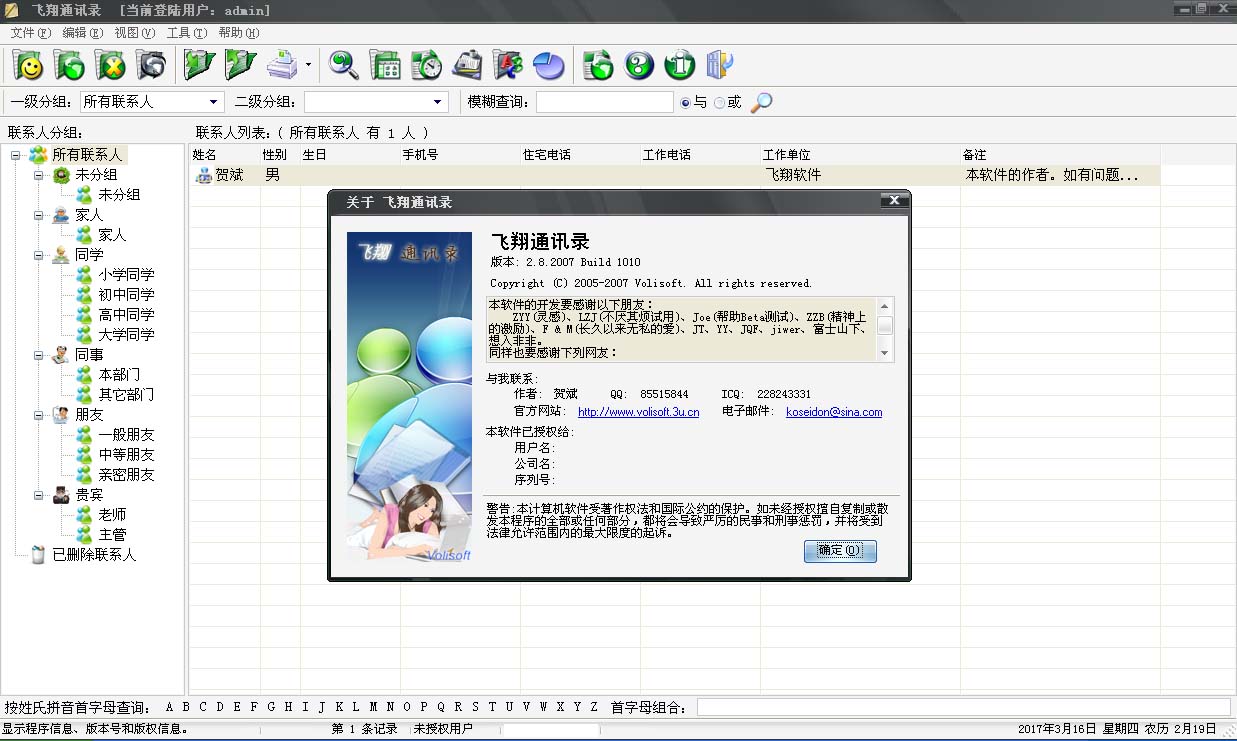 飞翔通讯录 [当前登陆用户: admin]
文件(F) 编辑(E) 视图(V) 工具(T) 帮助(H)
一级分组: 所有联系人 二级分组: 模糊查询: 与 或
联系人分组:
联系人列表:( 所有联系人 有 1 人 )
姓名 性别 生日 手机号 住宅电话 工作电话 工作单位 备注
贺斌 男 飞翔软件 本软件的作者。如有问题...
所有联系人
未分组
未分组
家人
家人
同学
小学同学
初中同学
高中同学
大学同学
同事
本部门
其它部门
朋友
一般朋友
中等朋友
亲密朋友
贵宾
老师
主管
已删除联系人
关于 飞翔通讯录
飞翔 通讯录
Volisoft
飞翔通讯录
版本: 2.8.2007 Build 1010
Copyright (C) 2005-2007 Volisoft. All rights reserved.
本软件的开发要感谢以下朋友:
ZYY(灵感)、LZJ(不厌其烦试用)、Joe(帮助Beta测试)、ZZB(精神上
的激励)、F & M(长久以来无私的爱)、JT、YY、JQF、jiwer、富士山下、
想入非非。
同祥也要感谢下列网友:
与我联系:
作者: 贺斌 QQ: 85515844 ICQ: 228243331
官方网站: http://www.volisoft.3u.cn 电子邮件: koseidon@sina.com
本软件已授权给:
用户名:
公司名:
序列号:
警告:本计算机软件受著作权法和国际公约的保护。如未经授权擅自复制或散
发本程序的全部或任何部分,都将会导致严厉的民事和刑事惩罚,并将受到
法律允许范围内的最大限度的起诉。
确定(O)
按姓氏拼音首字母查询: A B C D E F G H I J K L M N O P Q R S T U V W X Y Z 首字母组合:
显示程序信息、版本号和版权信息。 第 1 条记录 未授权用户 2017年3月16日 星期四 农历 2月19日